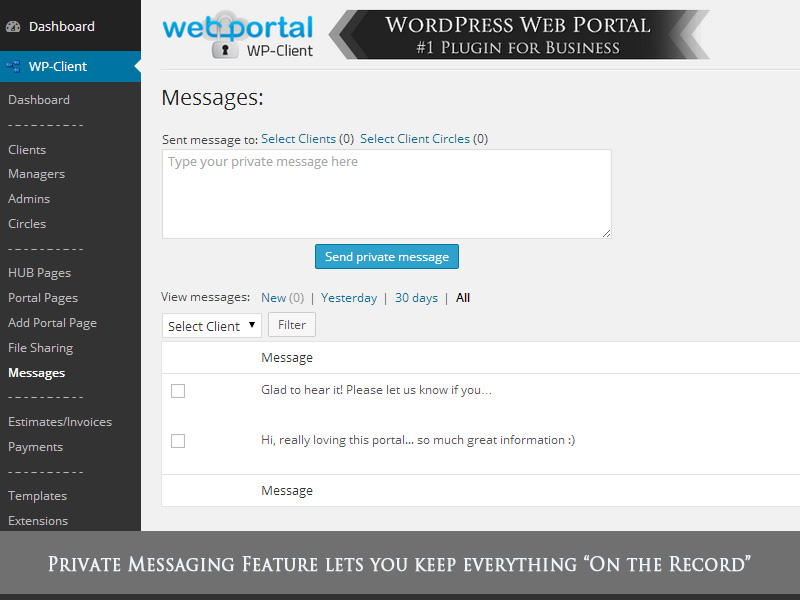 Dashboard
WP-Client
Dashboard
----------
Clients
Managers
Admins
Circles
----------
HUB Pages
Portal Pages
Add Portal Page
File Sharing
Messages
----------
Estimates/Invoices
Payments
----------
Templates
Extensions
web portal
WP-Client
WordPress Web Portal
#1 Plugin for Business
Messages:
Sent message to: Select Clients (0) Select Client Circles (0)
Type your private message here
Send private message
View messages: New (0) | Yesterday | 30 days | All
Select Client Filter
Message
Glad to hear it! Please let us know if you...
Hi, really loving this portal... so much great information :)
Message
Private Messaging Feature lets you keep everything “On the Record”